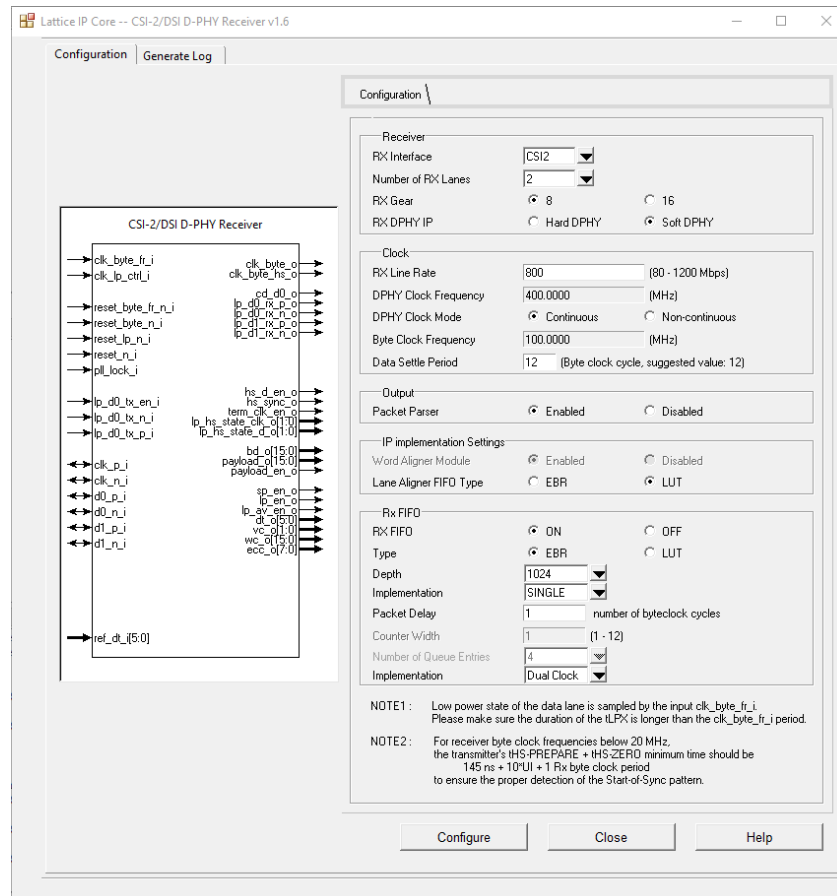 Lattice IP Core -- CSI-2/DSI D-PHY Receiver v1.6
Configuration Generate Log
CSI-2/DSI D-PHY Receiver
clk_byte_fr_i
clk_lp_ctrl_i
reset_byte_fr_n_i
reset_byte_n_i
reset_lp_n_i
reset_n_i
pll_lock_i
lp_d0_tx_en_i
lp_d0_tx_n_i
lp_d0_tx_p_i
clk_p_i
clk_n_i
d0_p_i
d0_n_i
d1_p_i
d1_n_i
ref_dt_i[5:0]
clk_byte_o
clk_byte_hs_o
cd_d0_o
lp_d0_rx_p_o
lp_d0_rx_n_o
lp_d1_rx_p_o
lp_d1_rx_n_o
hs_d_en_o
hs_sync_o
term_clk_en_o
lp_hs_state_clk_o[1:0]
lp_hs_state_d_o[1:0]
bd_o[15:0]
payload_o[15:0]
payload_en_o
sp_en_o
lp_en_o
lp_av_en_o
dt_o[5:0]
vc_o[1:0]
wc_o[15:0]
ecc_o[7:0]
Configuration
Receiver
RX Interface CSI2
Number of RX Lanes 2
RX Gear 8 16
RX DPHY IP Hard DPHY Soft DPHY
Clock
RX Line Rate 800 (80 - 1200 Mbps)
DPHY Clock Frequency 400.0000 (MHz)
DPHY Clock Mode Continuous Non-continuous
Byte Clock Frequency 100.0000 (MHz)
Data Settle Period 12 (Byte clock cycle, suggested value: 12)
Output
Packet Parser Enabled Disabled
IP implementation Settings
Word Aligner Module Enabled Disabled
Lane Aligner FIFO Type EBR LUT
Rx FIFO
RX FIFO ON OFF
Type EBR LUT
Depth 1024
Implementation SINGLE
Packet Delay 1 number of byteclock cycles
Counter Width 1 (1 - 12)
Number of Queue Entries 4
Implementation Dual Clock
NOTE1 : Low power state of the data lane is sampled by the input clk_byte_fr_i.
Please make sure the duration of the tLPX is longer than the clk_byte_fr_i period.
NOTE2 : For receiver byte clock frequencies below 20 MHz,
the transmitter's tHS-PREPARE + tHS-ZERO minimum time should be
145 ns + 10*UI + 1 Rx byte clock period
to ensure the proper detection of the Start-of-Sync pattern.
Configure Close Help